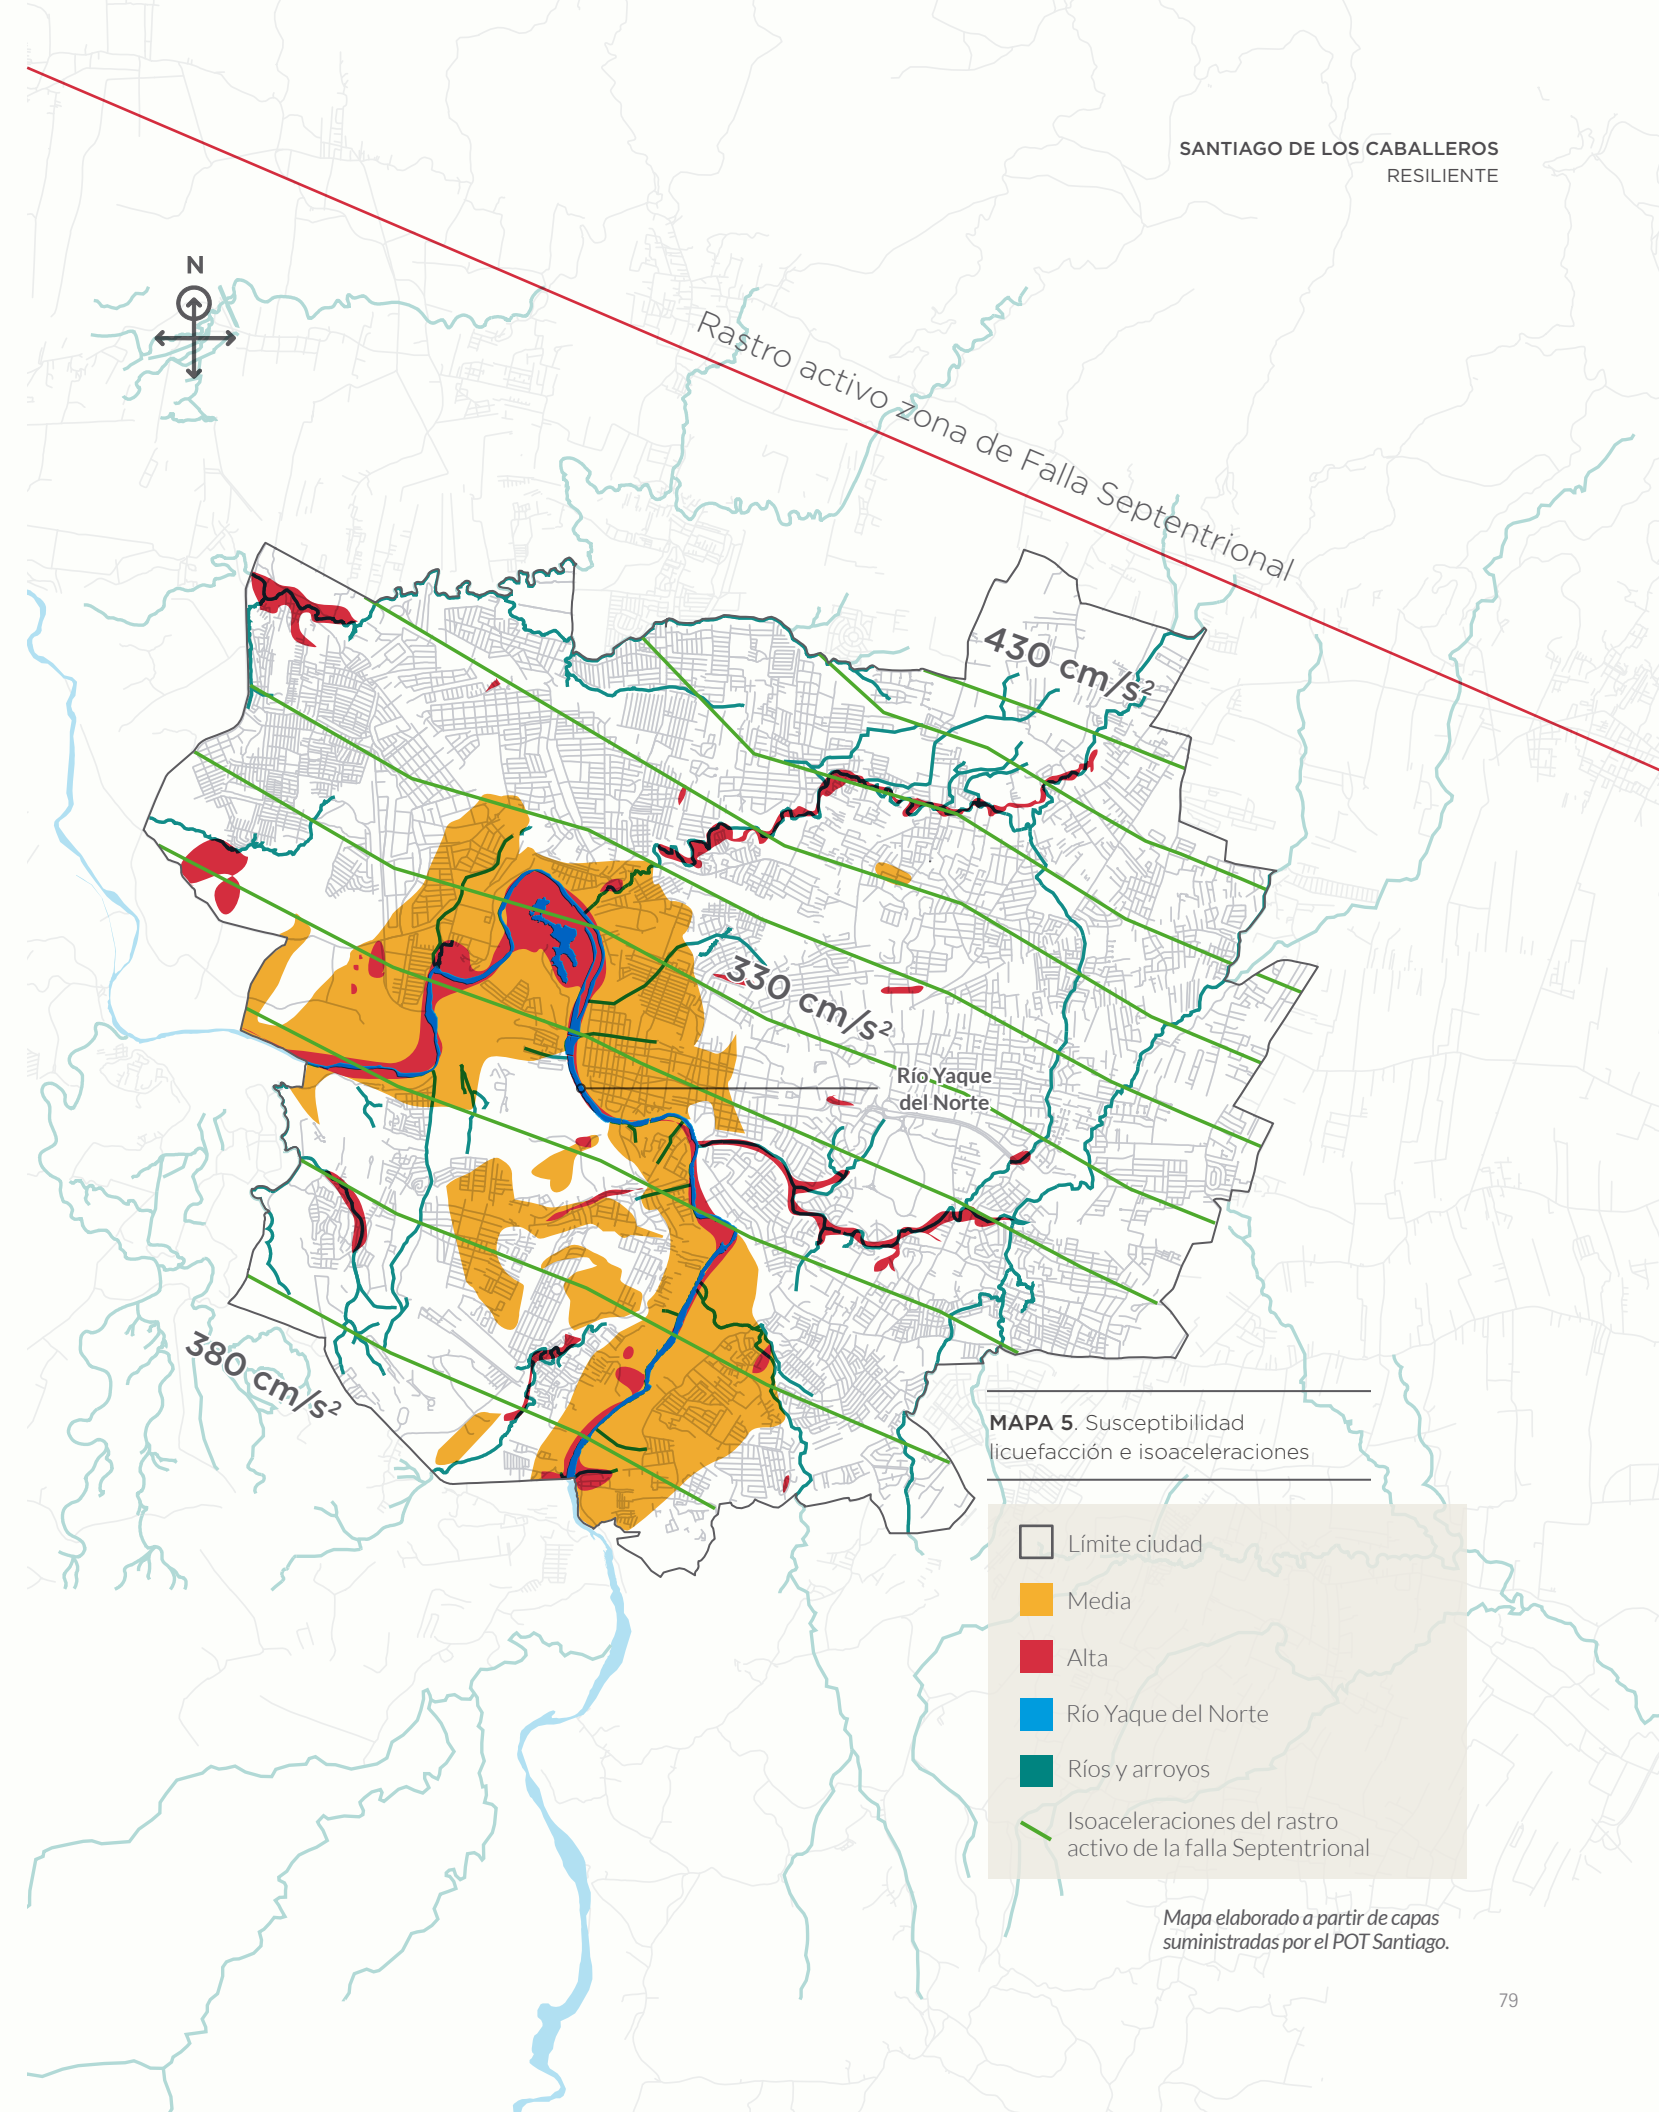 SANTIAGO DE LOS CABALLEROS
RESILIENTE
N
Rastro activo zona de Falla Septentrional
430 cm/s²
330 cm/s²
Río Yaque
del Norte
380 cm/s²
MAPA 5. Susceptibilidad
licuefacción e isoaceleraciones
Límite ciudad
Media
Alta
Río Yaque del Norte
Ríos y arroyos
Isoaceleraciones del rastro
activo de la falla Septentrional
Mapa elaborado a partir de capas
suministradas por el POT Santiago.
79